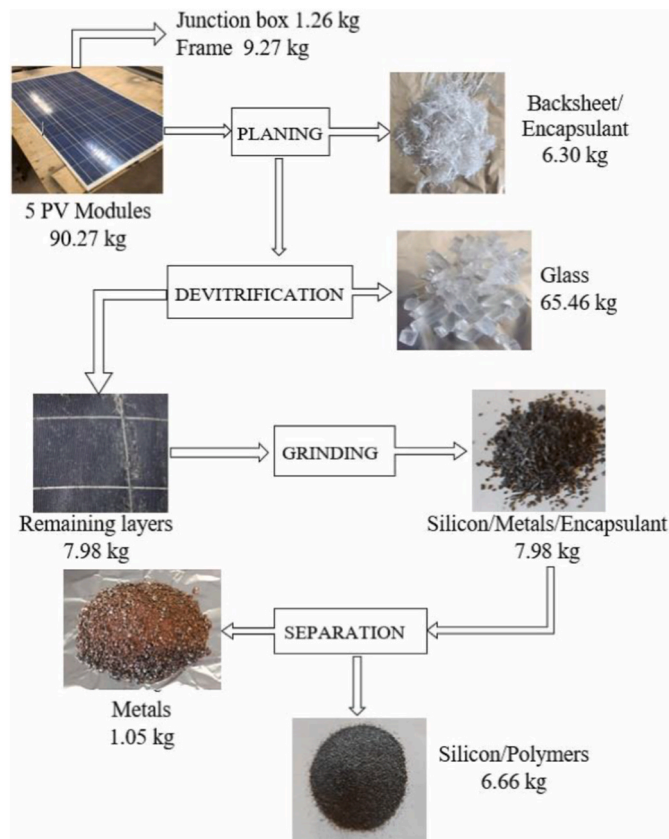 Junction box 1.26 kg
Frame 9.27 kg
PLANING
Backsheet/
Encapsulant
6.30 kg
5 PV Modules
90.27 kg
DEVITRIFICATION
Glass
65.46 kg
GRINDING
Remaining layers
7.98 kg
Silicon/Metals/Encapsulant
7.98 kg
SEPARATION
Metals
1.05 kg
Silicon/Polymers
6.66 kg